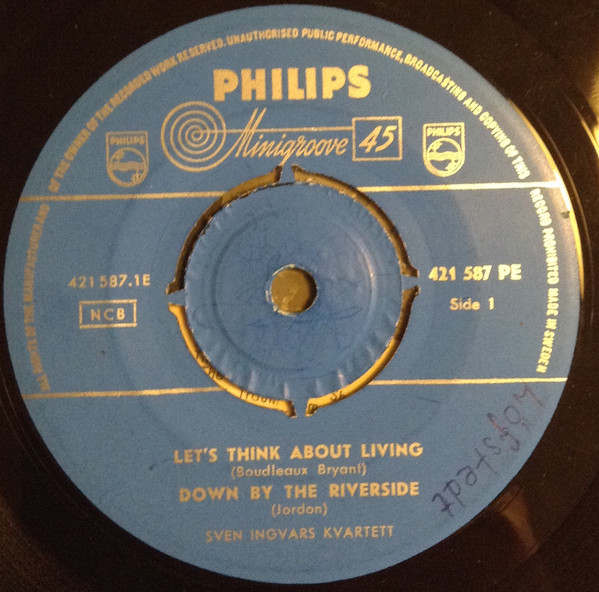 ALL RIGHTS OF THE MANUFACTURER AND OF THE OWNER OF THE RECORDED WORK RESERVED. UNAUTHORISED PUBLIC PERFORMANCE, BROADCASTING AND COPYING OF THIS RECORD PROHIBITED MADE IN SWEDEN
PHILIPS
PHILIPS
Minigroove 45
PHILIPS
421 587.1E
421 587 PE
NCB
Side 1
LET'S THINK ABOUT LIVING
(Boudleaux Bryant)
DOWN BY THE RIVERSIDE
(Jordon)
SVEN INGVARS KVARTETT